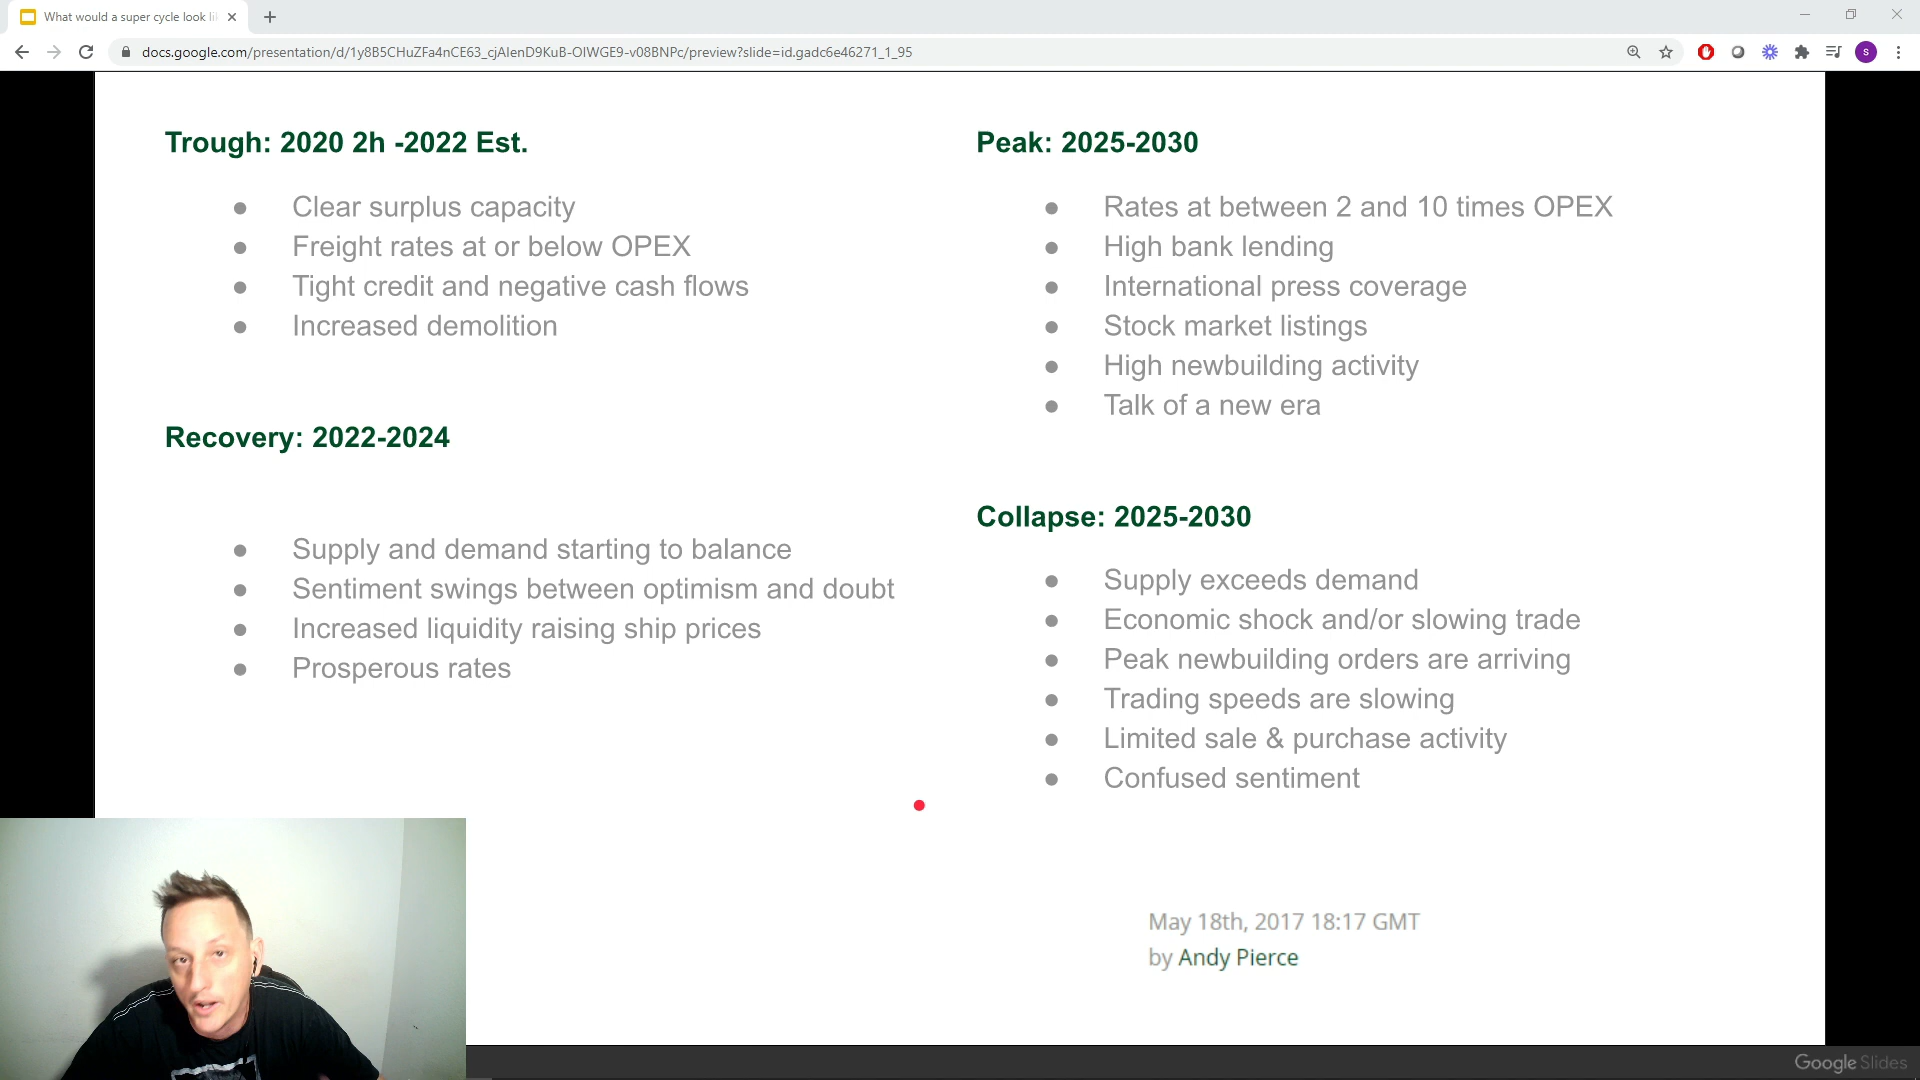 What would a super cycle look li
docs.google.com/presentation/d/1y8B5CHuZFa4nCE63_cjAIenD9KuB-OIWGE9-v08BNPc/preview?slide=id.gadc6e46271_1_95
S
Trough: 2020 2h -2022 Est.
● Clear surplus capacity
● Freight rates at or below OPEX
● Tight credit and negative cash flows
● Increased demolition
Recovery: 2022-2024
● Supply and demand starting to balance
● Sentiment swings between optimism and doubt
● Increased liquidity raising ship prices
● Prosperous rates
Peak: 2025-2030
● Rates at between 2 and 10 times OPEX
● High bank lending
● International press coverage
● Stock market listings
● High newbuilding activity
● Talk of a new era
Collapse: 2025-2030
● Supply exceeds demand
● Economic shock and/or slowing trade
● Peak newbuilding orders are arriving
● Trading speeds are slowing
● Limited sale & purchase activity
● Confused sentiment
May 18th, 2017 18:17 GMT
by Andy Pierce
Google Slides